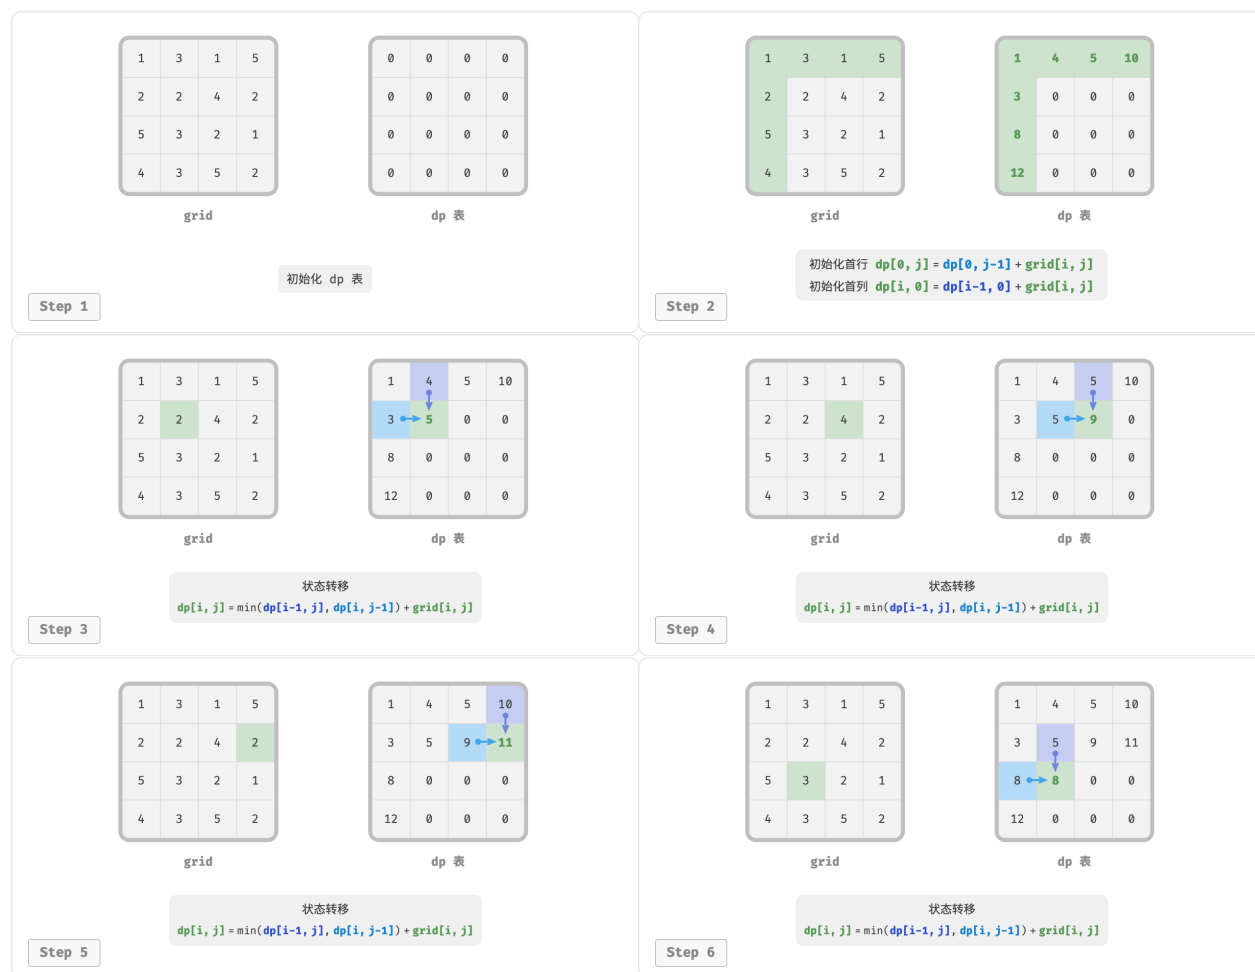 1 3 1 5
2 2 4 2
5 3 2 1
4 3 5 2
grid
0 0 0 0
0 0 0 0
0 0 0 0
0 0 0 0
dp 表
初始化 dp 表
Step 1
1 3 1 5
2 2 4 2
5 3 2 1
4 3 5 2
grid
1 4 5 10
3 0 0 0
8 0 0 0
12 0 0 0
dp 表
初始化首行 dp[0, j] = dp[0, j-1] + grid[i, j]
初始化首列 dp[i, 0] = dp[i-1, 0] + grid[i, j]
Step 2
1 3 1 5
2 2 4 2
5 3 2 1
4 3 5 2
grid
1 4 5 10
3 5 0 0
8 0 0 0
12 0 0 0
dp 表
状态转移
dp[i, j] = min(dp[i-1, j], dp[i, j-1]) + grid[i, j]
Step 3
1 3 1 5
2 2 4 2
5 3 2 1
4 3 5 2
grid
1 4 5 10
3 5 9 0
8 0 0 0
12 0 0 0
dp 表
状态转移
dp[i, j] = min(dp[i-1, j], dp[i, j-1]) + grid[i, j]
Step 4
1 3 1 5
2 2 4 2
5 3 2 1
4 3 5 2
grid
1 4 5 10
3 5 9 11
8 0 0 0
12 0 0 0
dp 表
状态转移
dp[i, j] = min(dp[i-1, j], dp[i, j-1]) + grid[i, j]
Step 5
1 3 1 5
2 2 4 2
5 3 2 1
4 3 5 2
grid
1 4 5 10
3 5 9 11
8 8 0 0
12 0 0 0
dp 表
状态转移
dp[i, j] = min(dp[i-1, j], dp[i, j-1]) + grid[i, j]
Step 6